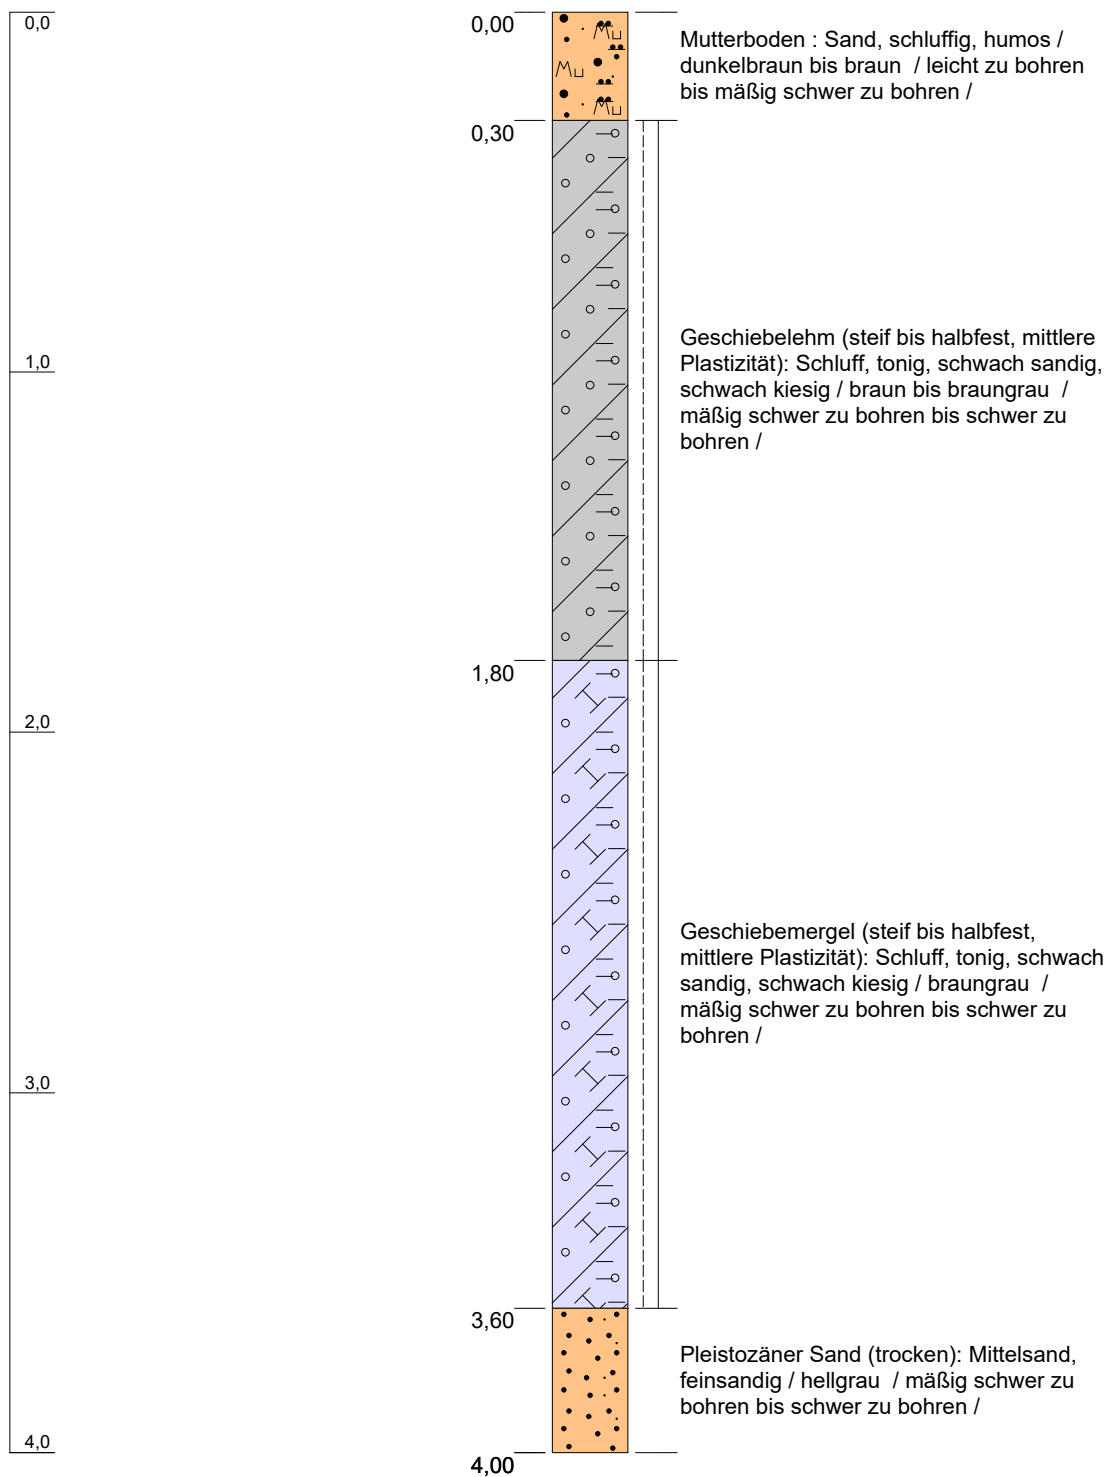 0,0
0,00
Mu
Mu
Mu
Mutterboden : Sand, schluffig, humos /
dunkelbraun bis braun / leicht zu bohren
bis mäßig schwer zu bohren /
0,30
1,0
Geschiebelehm (steif bis halbfest, mittlere
Plastizität): Schluff, tonig, schwach sandig,
schwach kiesig / braun bis braungrau /
mäßig schwer zu bohren bis schwer zu
bohren /
1,80
2,0
Geschiebemergel (steif bis halbfest,
mittlere Plastizität): Schluff, tonig, schwach
sandig, schwach kiesig / braungrau /
mäßig schwer zu bohren bis schwer zu
bohren /
3,0
3,60
Pleistozäner Sand (trocken): Mittelsand,
feinsandig / hellgrau / mäßig schwer zu
bohren bis schwer zu bohren /
4,0
4,00